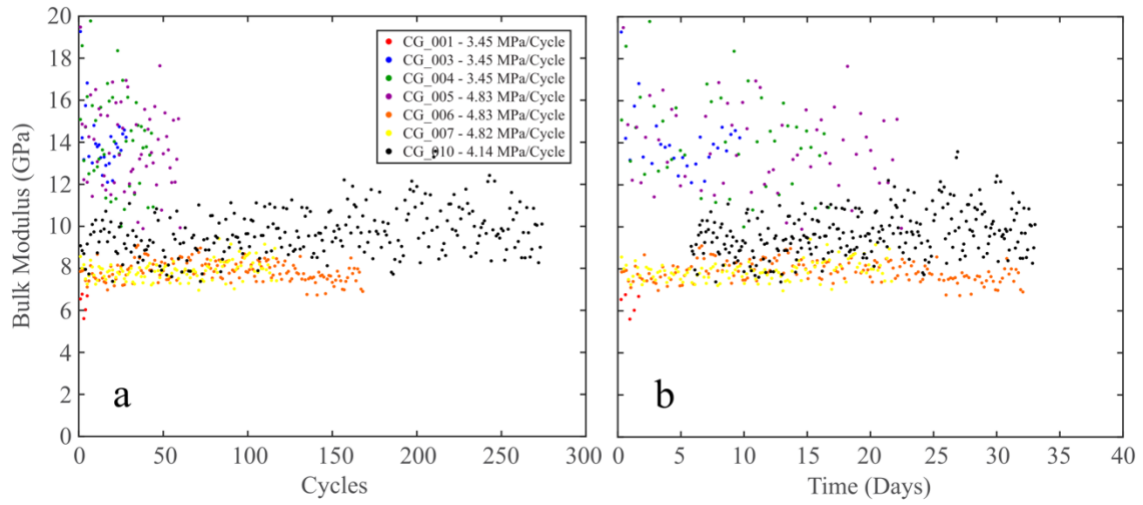 20
18
16
14
12
10
8
6
4
2
0
Bulk Modulus (GPa)
CG_001 - 3.45 MPa/Cycle
CG_003 - 3.45 MPa/Cycle
CG_004 - 3.45 MPa/Cycle
CG_005 - 4.83 MPa/Cycle
CG_006 - 4.83 MPa/Cycle
CG_007 - 4.82 MPa/Cycle
CG_010 - 4.14 MPa/Cycle
a
b
0 50 100 150 200 250 300
0 5 10 15 20 25 30 35 40
Cycles
Time (Days)